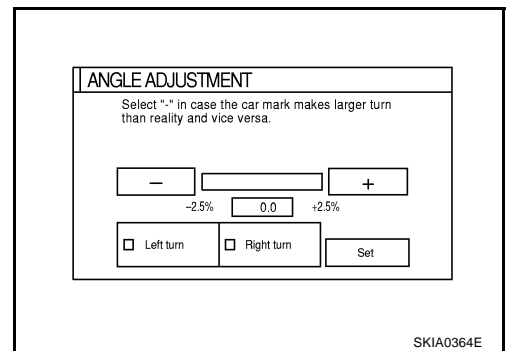 ANGLE ADJUSTMENT
Select "-" in case the car mark makes larger turn
than reality and vice versa.
− +
−2.5% 0.0 +2.5%
Left turn Right turn Set
SKIA0364E